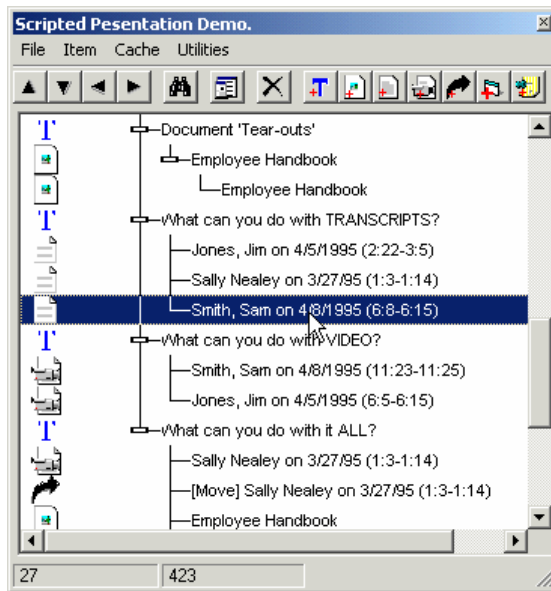 Scripted Pesentation Demo.
File Item Cache Utilities
T
T Document 'Tear-outs'
Employee Handbook
Employee Handbook
T What can you do with TRANSCRIPTS?
Jones, Jim on 4/5/1995 (2:22-3:5)
Sally Nealey on 3/27/95 (1:3-1:14)
Smith, Sam on 4/8/1995 (6:8-6:15)
T What can you do with VIDEO?
Smith, Sam on 4/8/1995 (11:23-11:25)
Jones, Jim on 4/5/1995 (6:5-6:15)
T What can you do with it ALL?
Sally Nealey on 3/27/95 (1:3-1:14)
[Move] Sally Nealey on 3/27/95 (1:3-1:14)
Employee Handbook
27 423